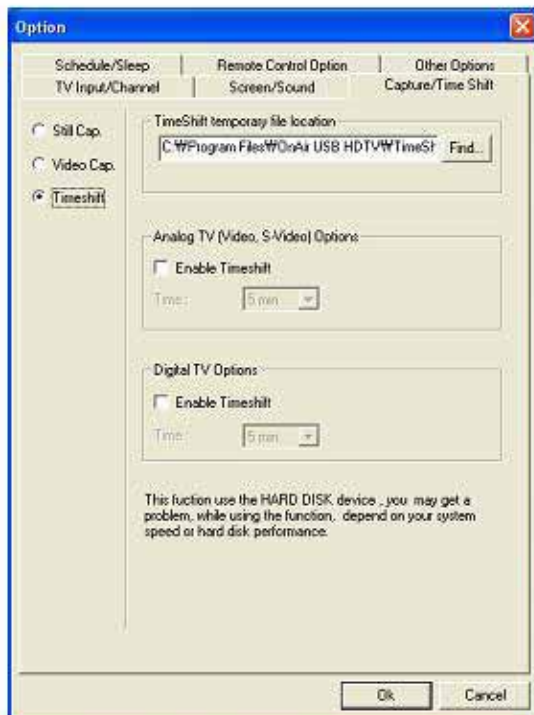 Option
Schedule/Sleep Remote Control Option Other Options
TV Input/Channel Screen/Sound Capture/Time Shift
Still Cap.
Video Cap.
Timeshift
TimeShift temporary file location
C:₩Program Files₩OnAir USB HDTV₩TimeSh Find...
Analog TV (Video, S-Video) Options
Enable Timeshift
Time: 5 min
Digital TV Options
Enable Timeshift
Time: 5 min
This fuction use the HARD DISK device , you may get a
problem, while using the function, depend on your system
speed or hard disk performance.
Ok Cancel